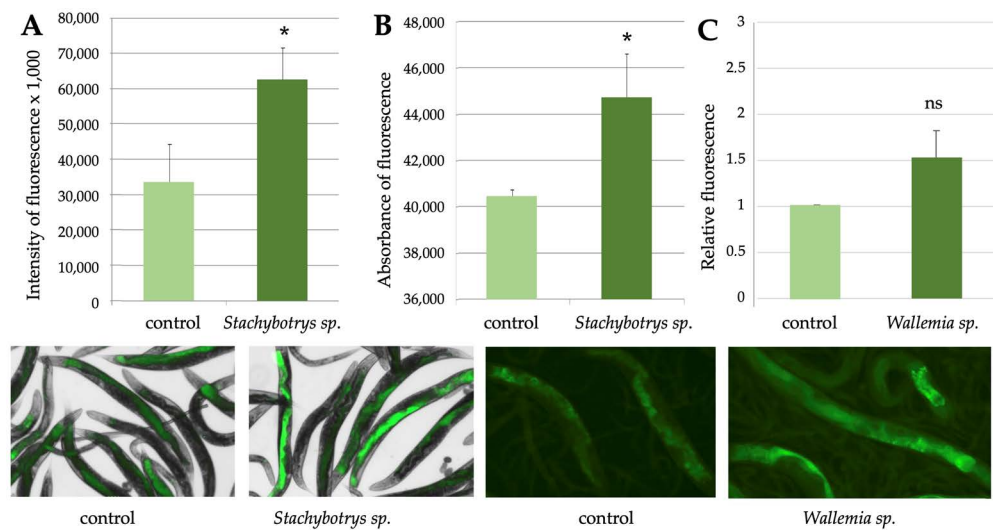 A
Intensity of fluorescence x 1,000
80,000
70,000
60,000
50,000
40,000
30,000
20,000
10,000
0
*
control Stachybotrys sp.
B
Absorbance of fluorescence
48,000
46,000
44,000
42,000
40,000
38,000
36,000
*
control Stachybotrys sp.
C
Relative fluorescence
3
2.5
2
1.5
1
0.5
0
ns
control Wallemia sp.
control Stachybotrys sp. control Wallemia sp.